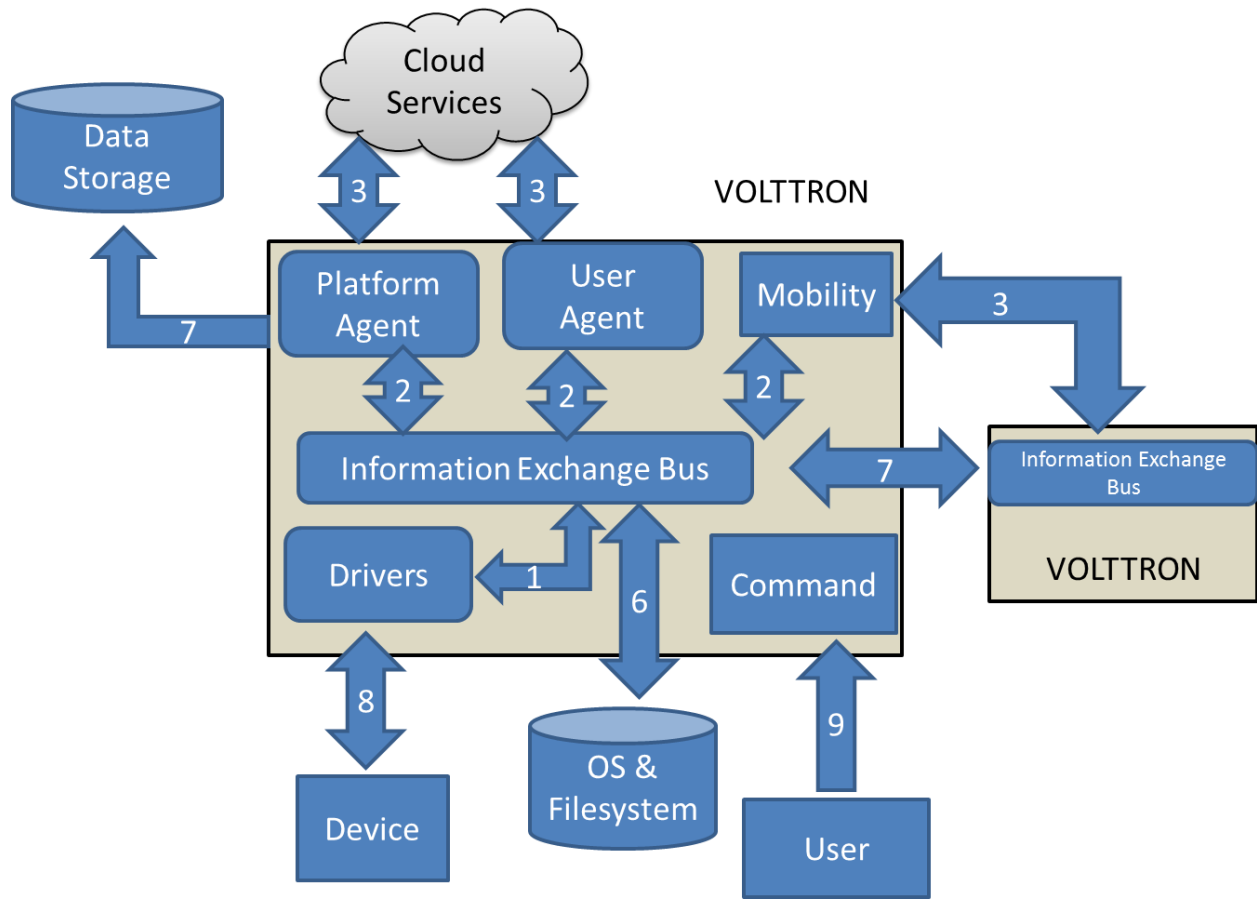 Cloud
Services
Data
Storage
3
3
VOLTTRON
Platform
Agent
User
Agent
Mobility
3
7
2
2
2
Information Exchange Bus
7
Information Exchange
Bus
Drivers
1
6
Command
VOLTTRON
8
9
OS &
Filesystem
Device
User